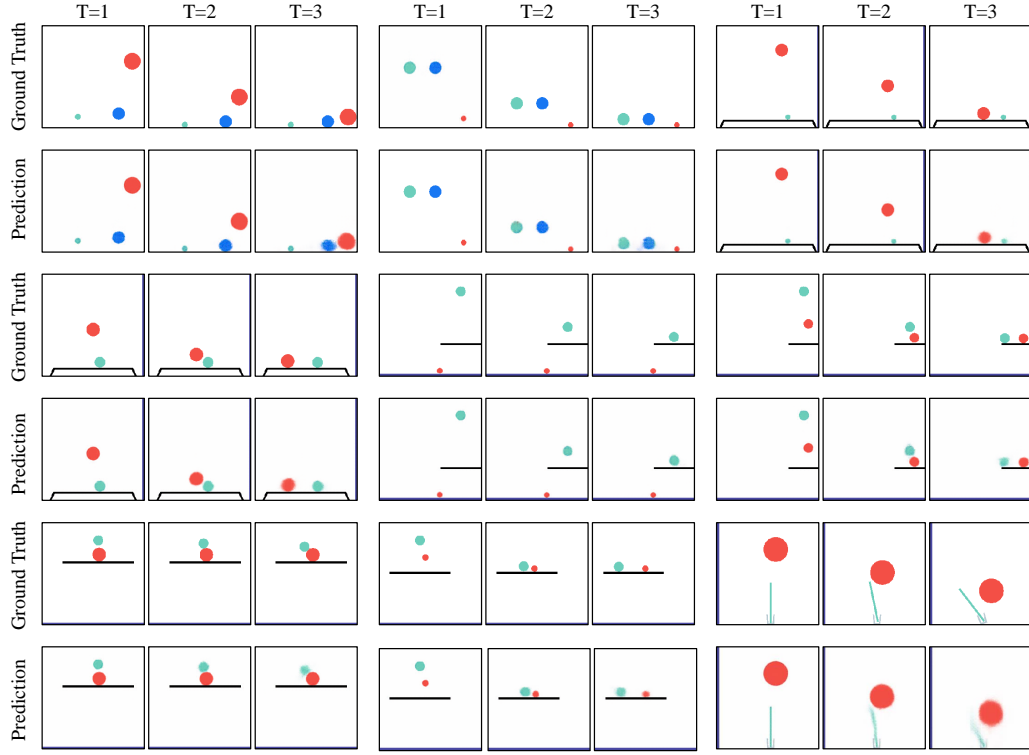 T=1 T=2 T=3 T=1 T=2 T=3 T=1 T=2 T=3
Ground Truth
Prediction
Ground Truth
Prediction
Ground Truth
Prediction